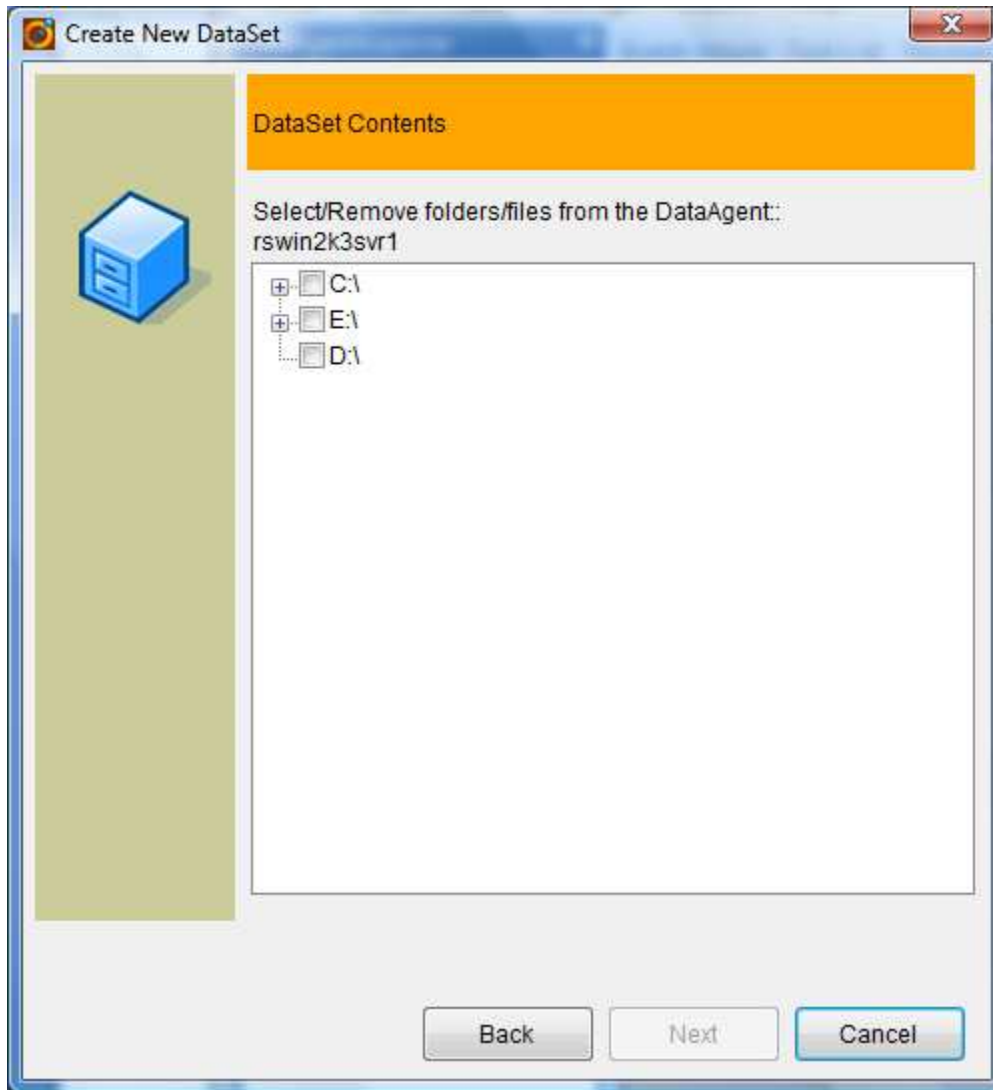 Create New DataSet
DataSet Contents
Select/Remove folders/files from the DataAgent::
rswin2k3svr1
C:\
E:\
D:\
Back Next Cancel